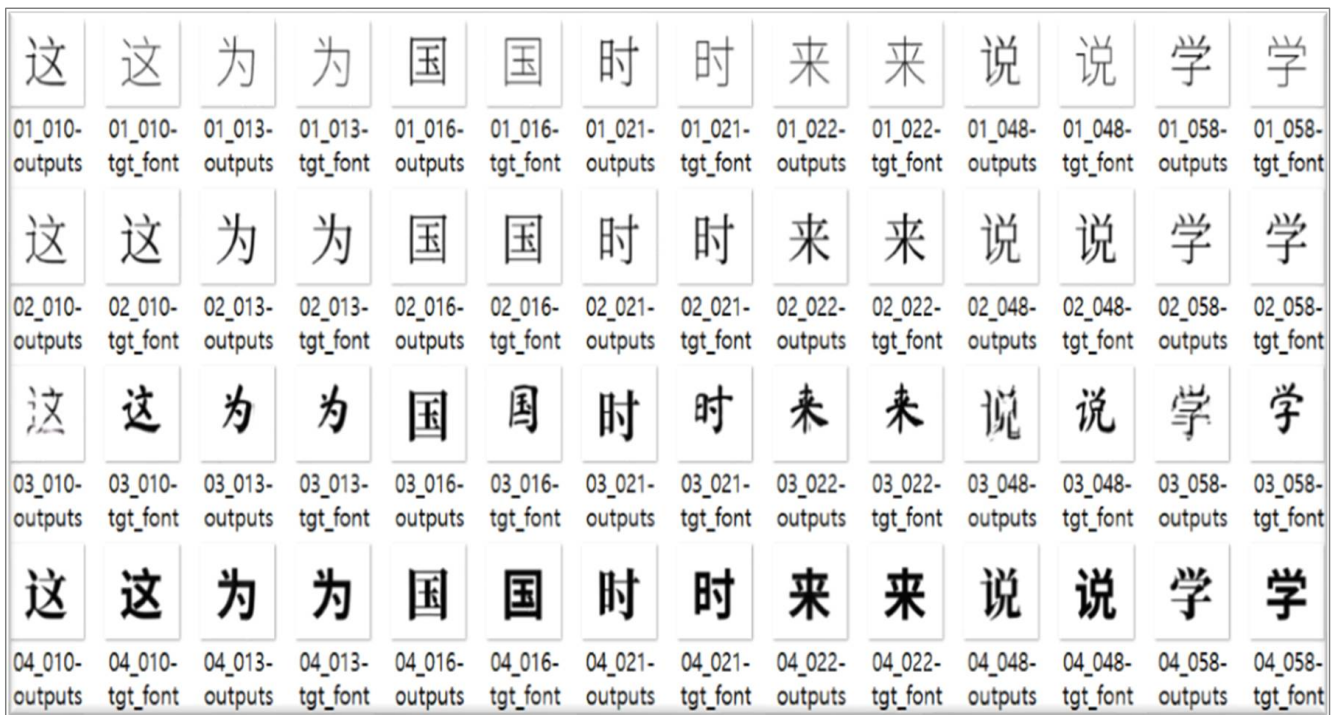 这 这 为 为 国 国 时 时 来 来 说 说 学 学
01_010- 01_010- 01_013- 01_013- 01_016- 01_016- 01_021- 01_021- 01_022- 01_022- 01_048- 01_048- 01_058- 01_058-
outputs tgt_font outputs tgt_font outputs tgt_font outputs tgt_font outputs tgt_font outputs tgt_font outputs tgt_font
这 这 为 为 国 国 时 时 来 来 说 说 学 学
02_010- 02_010- 02_013- 02_013- 02_016- 02_016- 02_021- 02_021- 02_022- 02_022- 02_048- 02_048- 02_058- 02_058-
outputs tgt_font outputs tgt_font outputs tgt_font outputs tgt_font outputs tgt_font outputs tgt_font outputs tgt_font
这 这 为 为 国 国 时 时 来 来 说 说 学 学
03_010- 03_010- 03_013- 03_013- 03_016- 03_016- 03_021- 03_021- 03_022- 03_022- 03_048- 03_048- 03_058- 03_058-
outputs tgt_font outputs tgt_font outputs tgt_font outputs tgt_font outputs tgt_font outputs tgt_font outputs tgt_font
这 这 为 为 国 国 时 时 来 来 说 说 学 学
04_010- 04_010- 04_013- 04_013- 04_016- 04_016- 04_021- 04_021- 04_022- 04_022- 04_048- 04_048- 04_058- 04_058-
outputs tgt_font outputs tgt_font outputs tgt_font outputs tgt_font outputs tgt_font outputs tgt_font outputs tgt_font